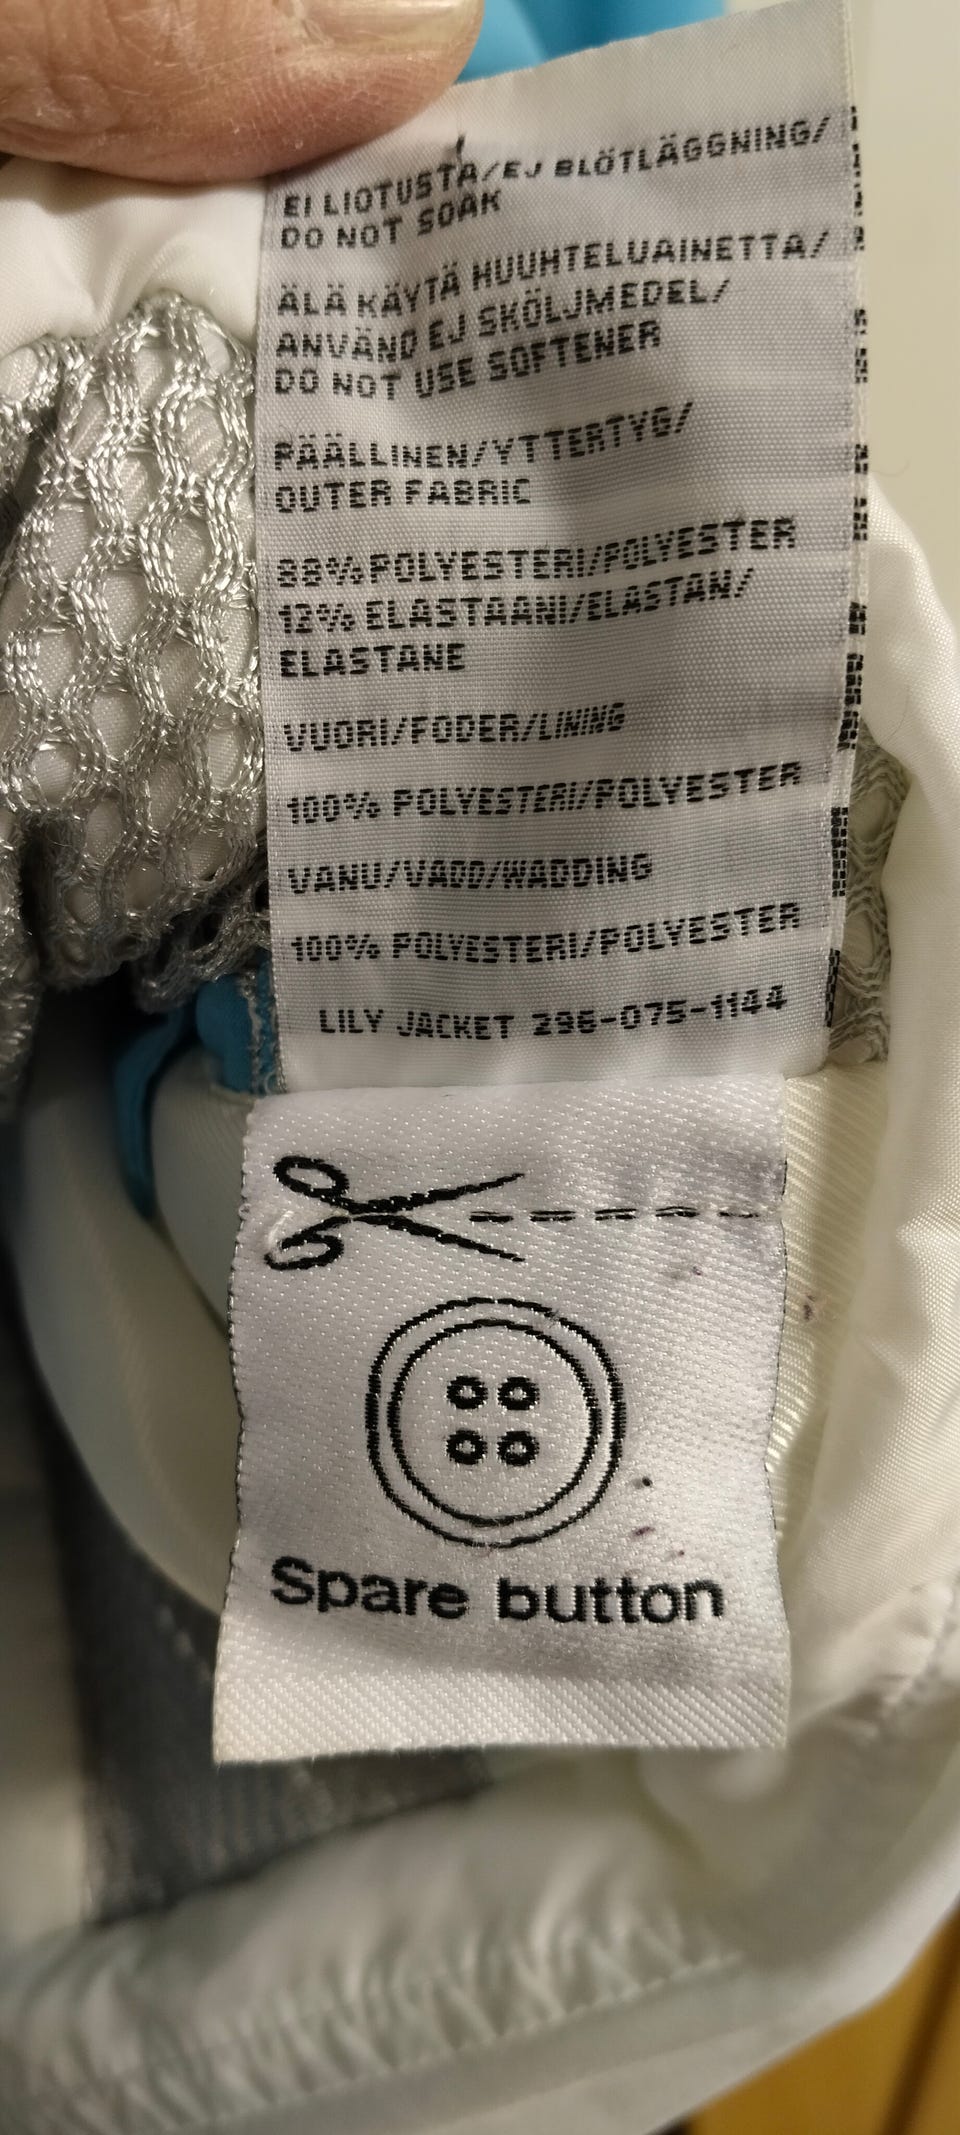 EI LIOTUSTA/EJ BLÖTLÄGGNING/
DO NOT SOAK
ÄLÄ KÄYTÄ HUUHTELUAINETTA/
ANVÄND EJ SKÖLJMEDEL/
DO NOT USE SOFTENER
PÄÄLLINEN/YTTERTYG/
OUTER FABRIC
88% POLYESTERI/POLYESTER
12% ELASTAANI/ELASTAN/
ELASTANE
VUORI/FODER/LINING
100% POLYESTERI/POLYESTER
VANU/VADD/WADDING
100% POLYESTERI/POLYESTER
LILY JACKET 296-075-1144
Spare button